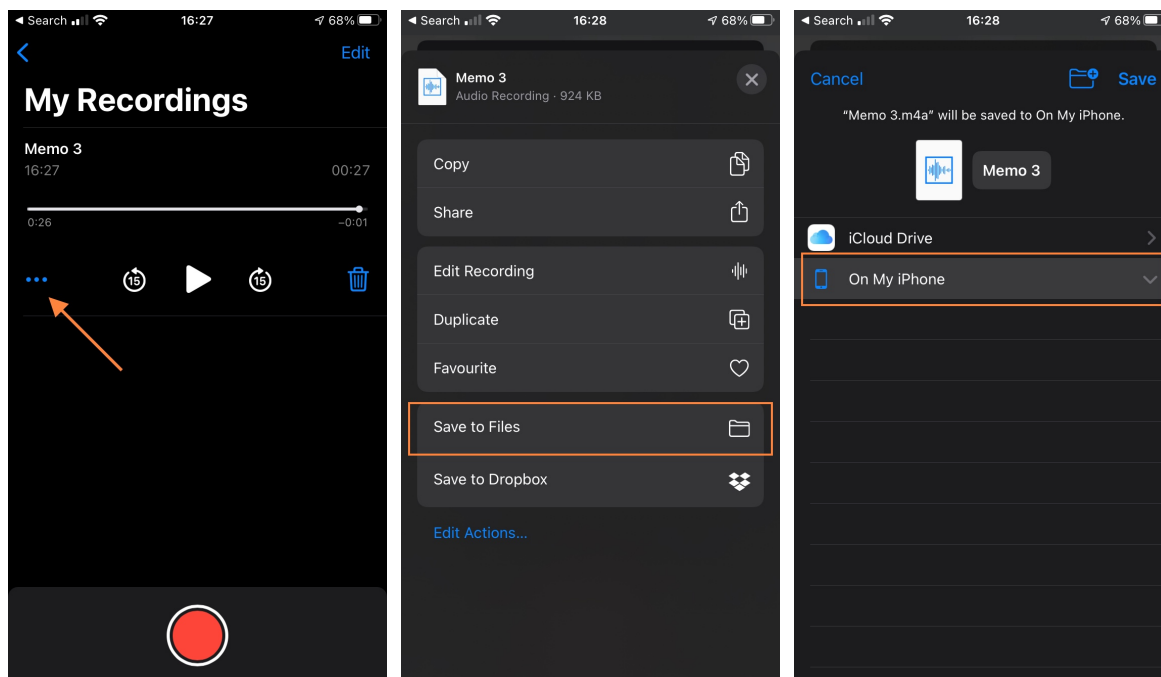 Search 16:27 68%
Edit
My Recordings
Memo 3
16:27 00:27
0:26 −0:01
15 15
Search 16:28 68%
Memo 3
Audio Recording · 924 KB
Copy
Share
Edit Recording
Duplicate
Favourite
Save to Files
Save to Dropbox
Edit Actions...
Search 16:28 68%
Cancel Save
“Memo 3.m4a” will be saved to On My iPhone.
Memo 3
iCloud Drive
On My iPhone